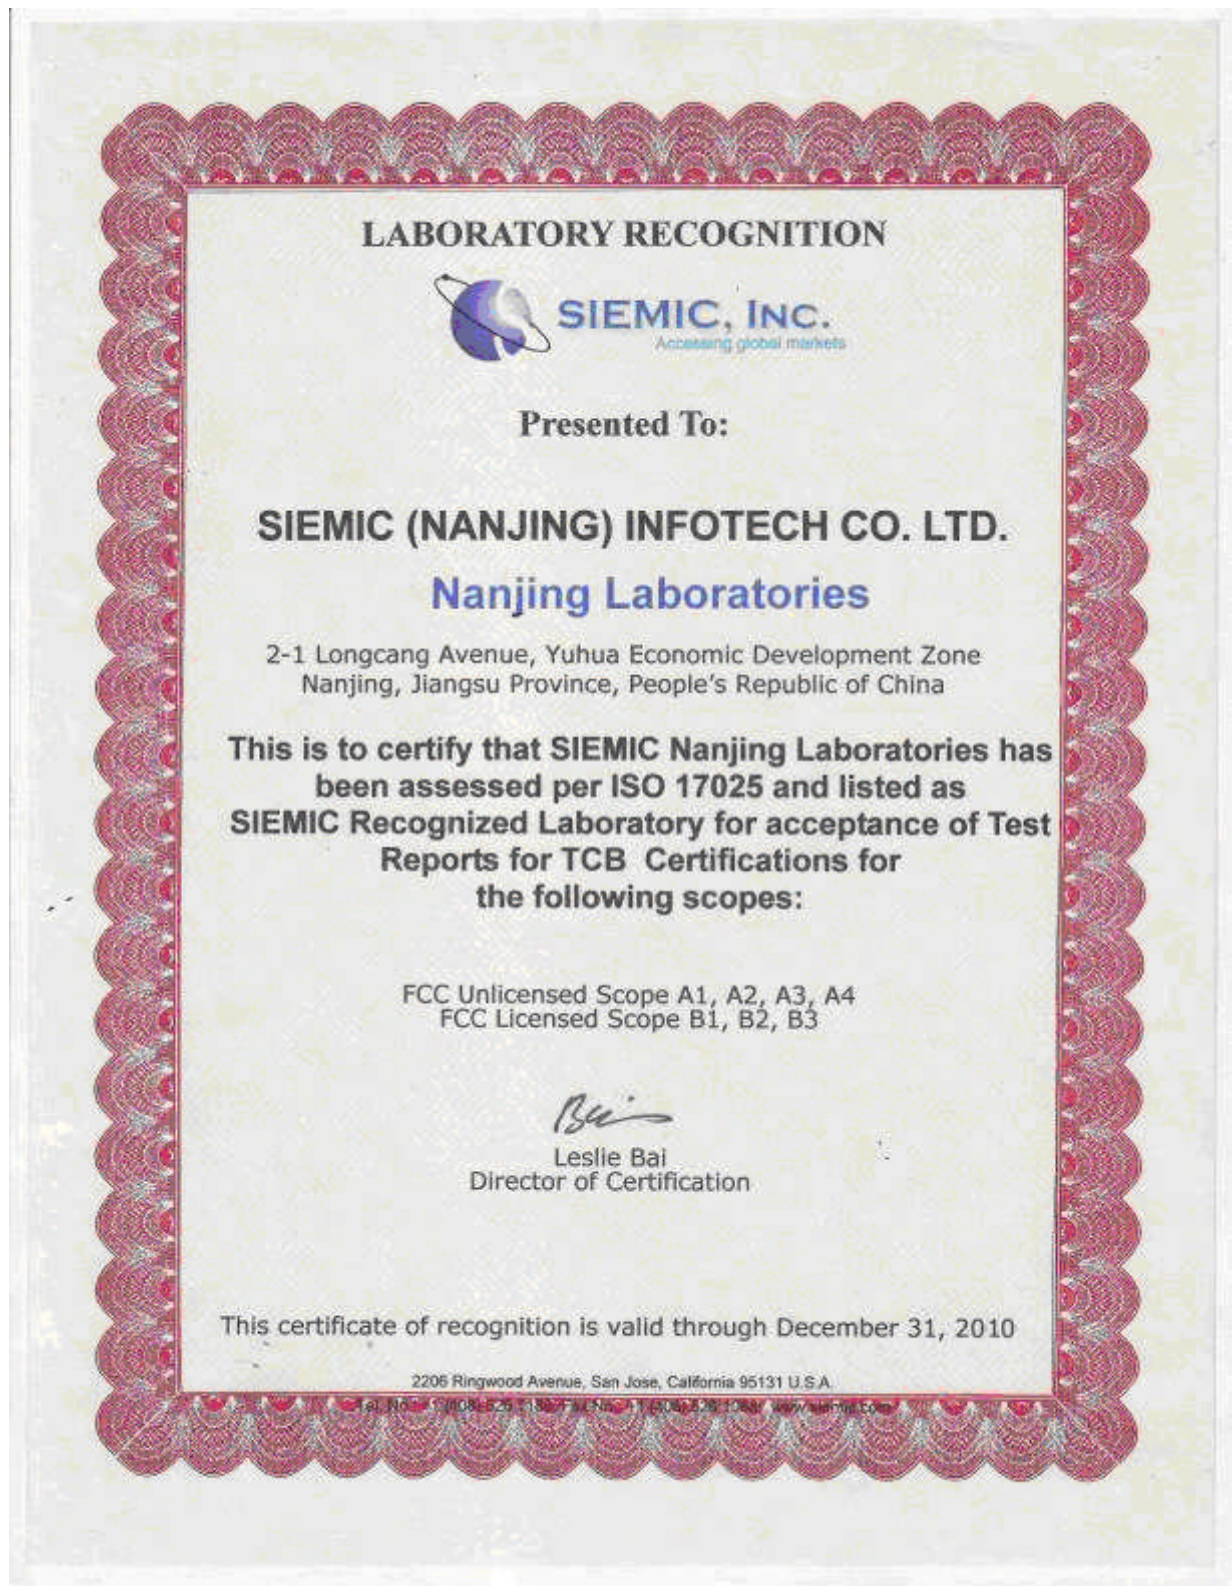 LABORATORY RECOGNITION
SIEMIC, INC.
Accessing global markets
Presented To:
SIEMIC (NANJING) INFOTECH CO. LTD.
Nanjing Laboratories
2-1 Longcang Avenue, Yuhua Economic Development Zone
Nanjing, Jiangsu Province, People's Republic of China
This is to certify that SIEMIC Nanjing Laboratories has
been assessed per ISO 17025 and listed as
SIEMIC Recognized Laboratory for acceptance of Test
Reports for TCB Certifications for
the following scopes:
FCC Unlicensed Scope A1, A2, A3, A4
FCC Licensed Scope B1, B2, B3
Leslie Bai
Director of Certification
This certificate of recognition is valid through December 31, 2010
2206 Ringwood Avenue, San Jose, California 95131 U.S.A.